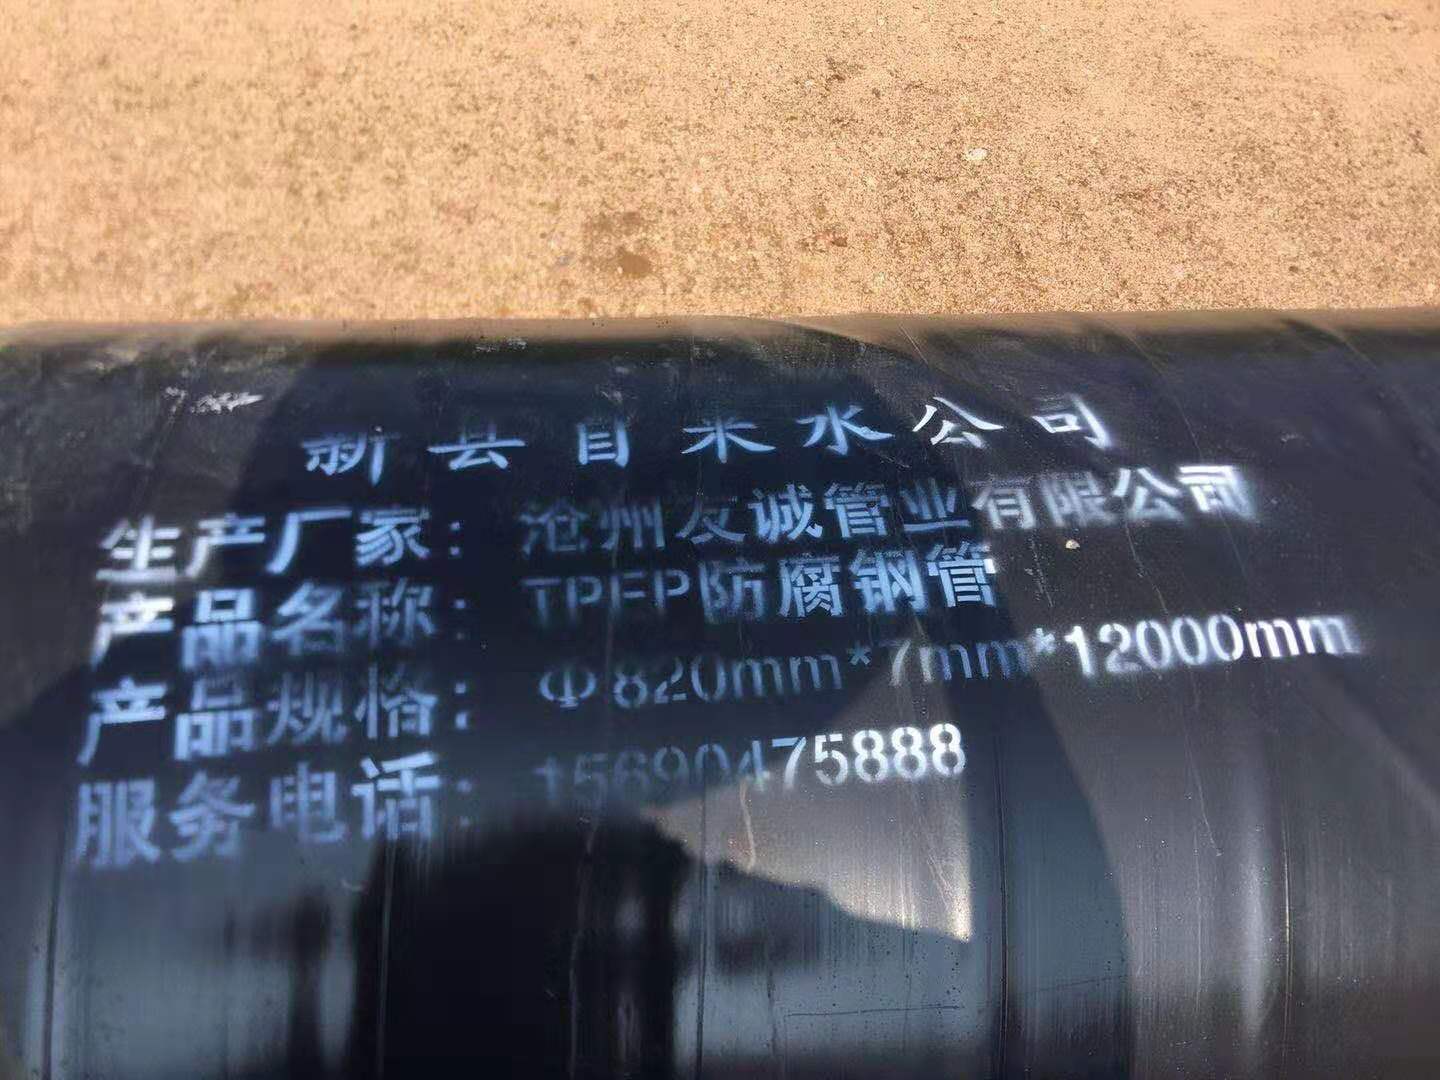 新县自来水公司
生产厂家：沧州友诚管业有限公司
产品名称：TPEP防腐钢管
产品规格：Φ820mm*7mm*12000mm
服务电话：15690475888